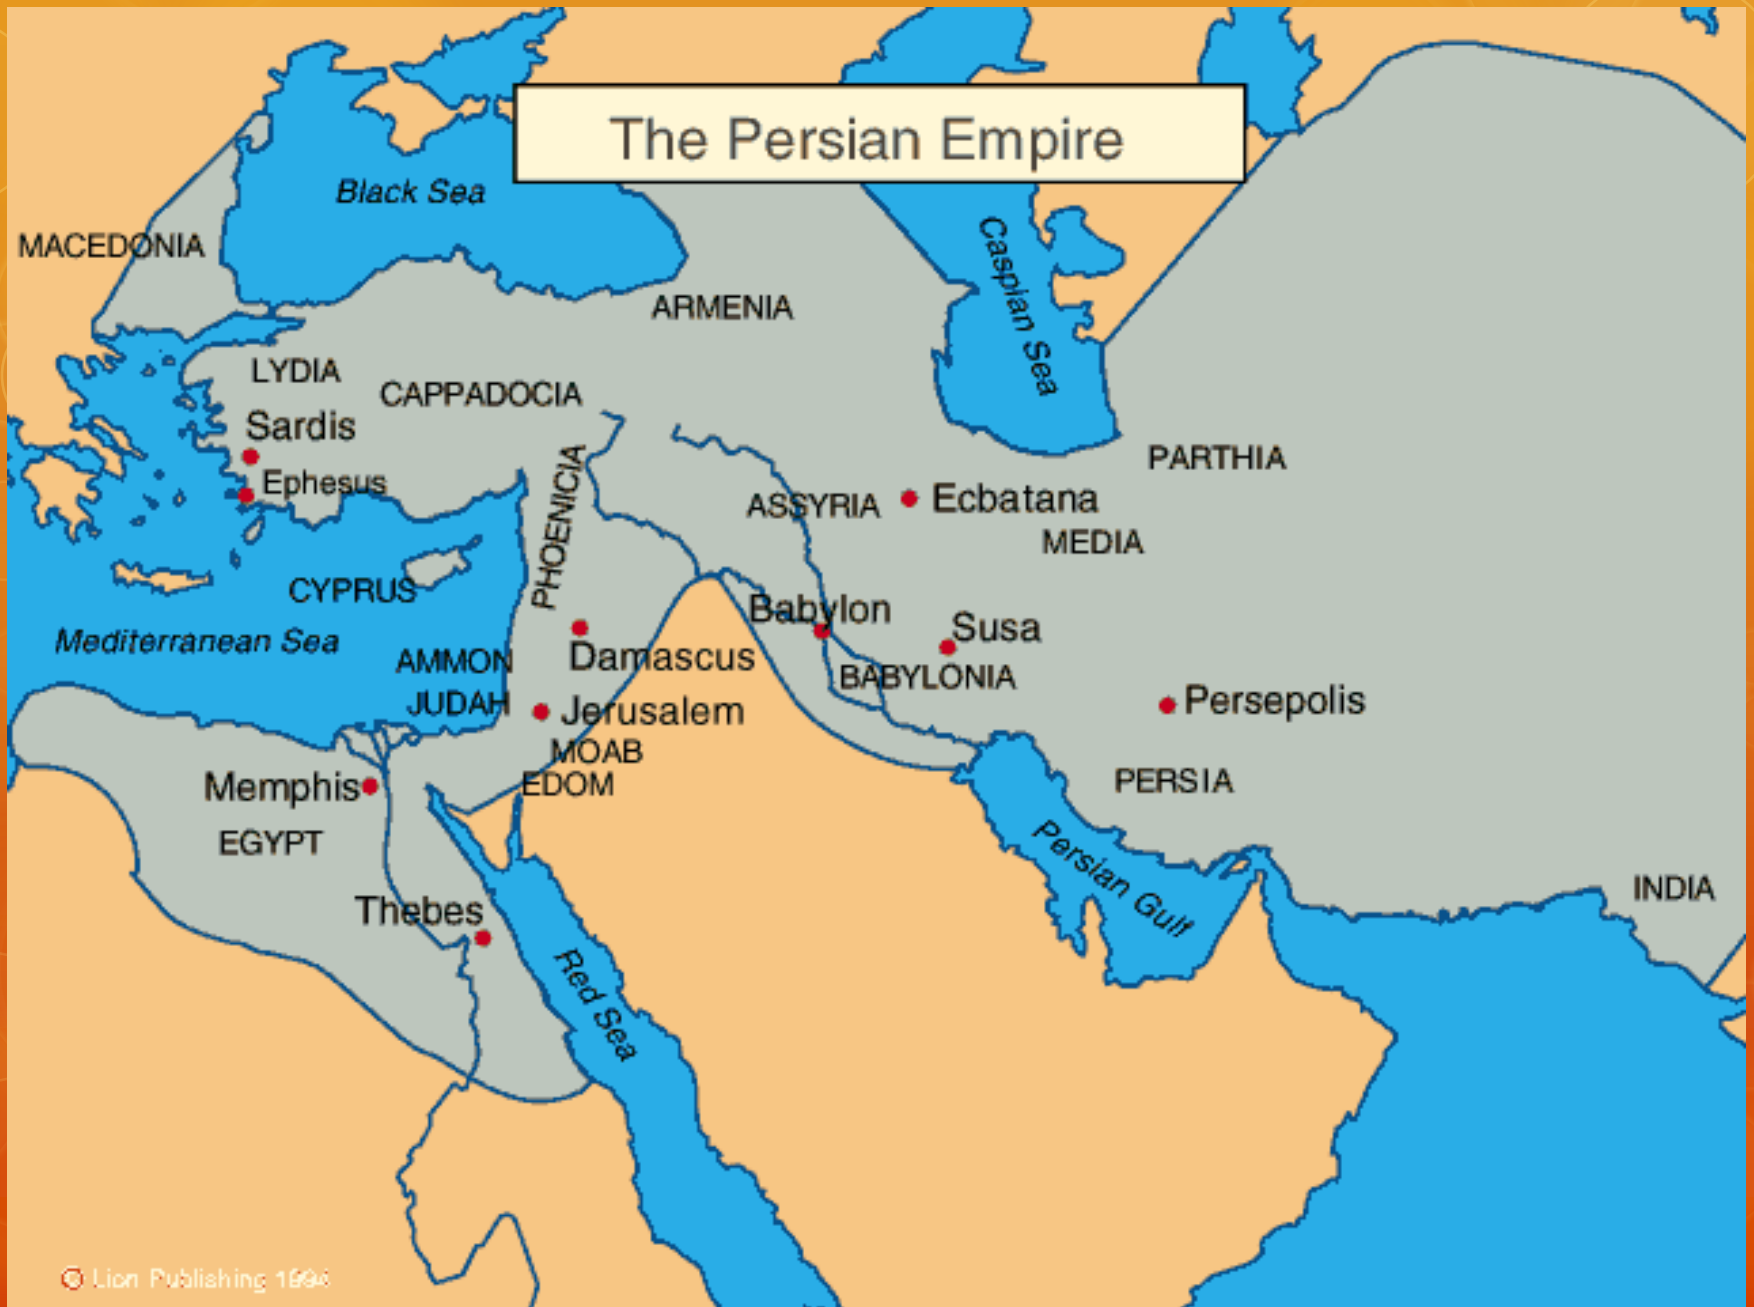 The Persian Empire
Black Sea
MACEDONIA
Caspian Sea
ARMENIA
LYDIA
CAPPADOCIA
Sardis
PARTHIA
Ephesus
PHOENICIA
ASSYRIA
Ecbatana
MEDIA
CYPRUS
Babylon
Susa
Mediterranean Sea
AMMON
Damascus
BABYLONIA
JUDAH
Jerusalem
Persepolis
MOAB
EDOM
Memphis
PERSIA
EGYPT
Persian Gulf
INDIA
Thebes
Red Sea
© Lion Publishing 1994